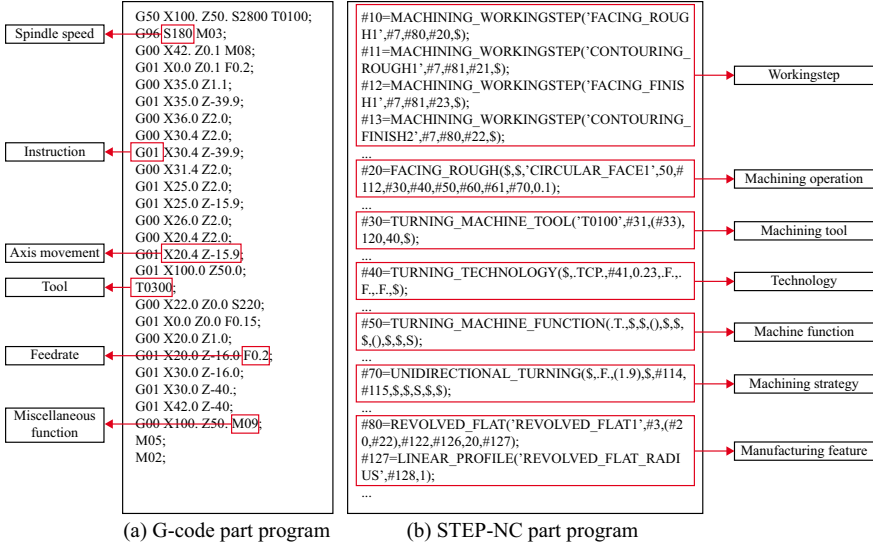 Spindle speed
Instruction
Axis movement
Tool
Feedrate
Miscellaneous
function
G50 X100. Z50. S2800 T0100;
G96 S180 M03;
G00 X42. Z0.1 M08;
G01 X0.0 Z0.1 F0.2;
G00 X35.0 Z1.1;
G01 X35.0 Z-39.9;
G00 X36.0 Z2.0;
G00 X30.4 Z2.0;
G01 X30.4 Z-39.9;
G00 X31.4 Z2.0;
G01 X25.0 Z2.0;
G01 X25.0 Z-15.9;
G00 X26.0 Z2.0;
G00 X20.4 Z2.0;
G01 X20.4 Z-15.9;
G01 X100.0 Z50.0;
T0300;
G00 X22.0 Z0.0 S220;
G01 X0.0 Z0.0 F0.15;
G00 X20.0 Z1.0;
G01 X20.0 Z-16.0 F0.2;
G01 X30.0 Z-16.0;
G01 X30.0 Z-40.;
G01 X42.0 Z-40;
G00 X100. Z50. M09;
M05;
M02;
(a) G-code part program
#10=MACHINING_WORKINGSTEP('FACING_ROUG
H1',#7,#80,#20,$);
#11=MACHINING_WORKINGSTEP('CONTOURING_
ROUGH1',#7,#81,#21,$);
#12=MACHINING_WORKINGSTEP('FACING_FINIS
H1',#7,#81,#23,$);
#13=MACHINING_WORKINGSTEP('CONTOURING_
FINISH2',#7,#80,#22,$);
...
#20=FACING_ROUGH($,$,'CIRCULAR_FACE1',50,#
112,#30,#40,#50,#60,#61,#70,0.1);
...
#30=TURNING_MACHINE_TOOL('T0100',#31,(#33)
,120,40,$);
...
#40=TURNING_TECHNOLOGY($,.TCP.,#41,0.23,.F.,.
F.,.F.,$);
...
#50=TURNING_MACHINE_FUNCTION(.T.,$,$,(),$,$,
$,(),$,$,S);
...
#70=UNIDIRECTIONAL_TURNING($,.F.,(1.9),$,#114,
#115,$,$,S,$,$);
...
#80=REVOLVED_FLAT('REVOLVED_FLAT1',#3,(#2
0,#22),#122,#126,20,#127);
#127=LINEAR_PROFILE('REVOLVED_FLAT_RADI
US',#128,1);
...
(b) STEP-NC part program
Workingstep
Machining operation
Machining tool
Technology
Machine function
Machining strategy
Manufacturing feature